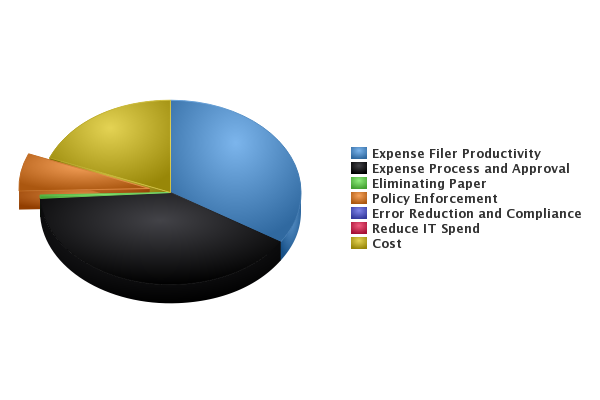 Expense Filer Productivity
Expense Process and Approval
Eliminating Paper
Policy Enforcement
Error Reduction and Compliance
Reduce IT Spend
Cost